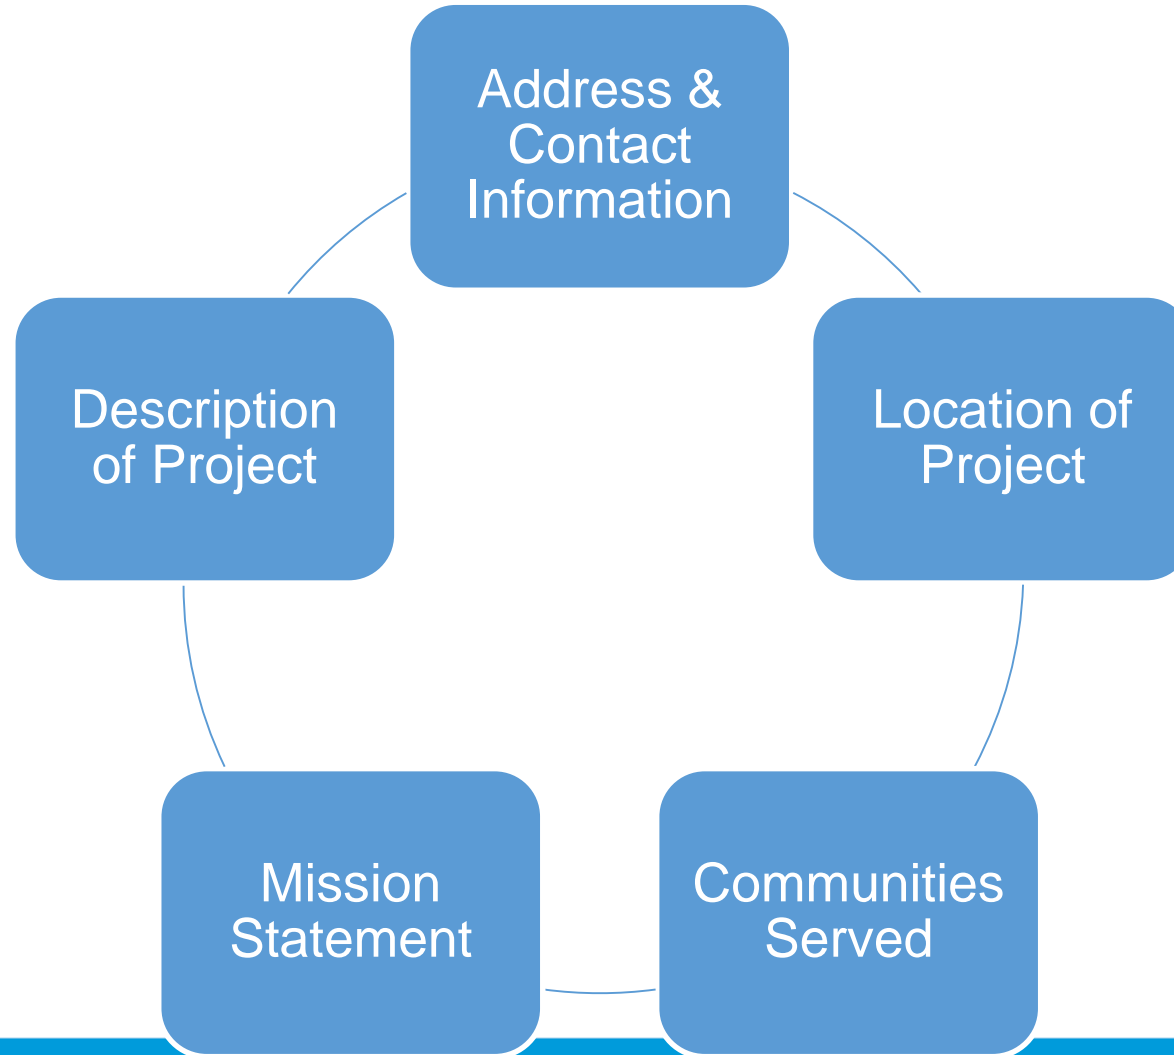 Address &
Contact
Information
Location of
Project
Communities
Served
Mission
Statement
Description
of Project